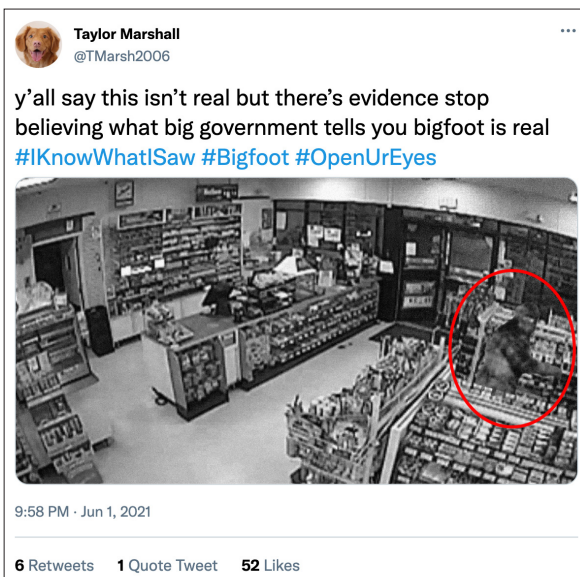 Taylor Marshall
@TMarsh2006
y’all say this isn’t real but there’s evidence stop
believing what big government tells you bigfoot is real
#IKnowWhatISaw #Bigfoot #OpenUrEyes
9:58 PM · Jun 1, 2021
6 Retweets 1 Quote Tweet 52 Likes